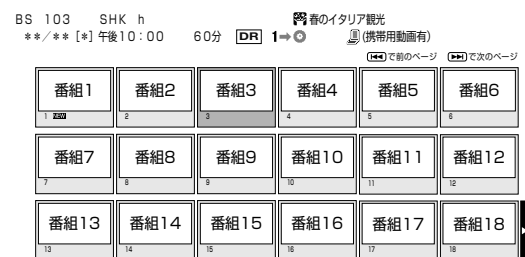 BS 103 SHK h 春のイタリア観光
**/** [*] 午後10:00 60分 DR 1→ (携帯用動画有)
で前のページ で次のページ
番組1 番組2 番組3 番組4 番組5 番組6
1 NEW 2 3 4 5 6
番組7 番組8 番組9 番組10 番組11 番組12
7 8 9 10 11 12
番組13 番組14 番組15 番組16 番組17 番組18
13 14 15 16 17 18